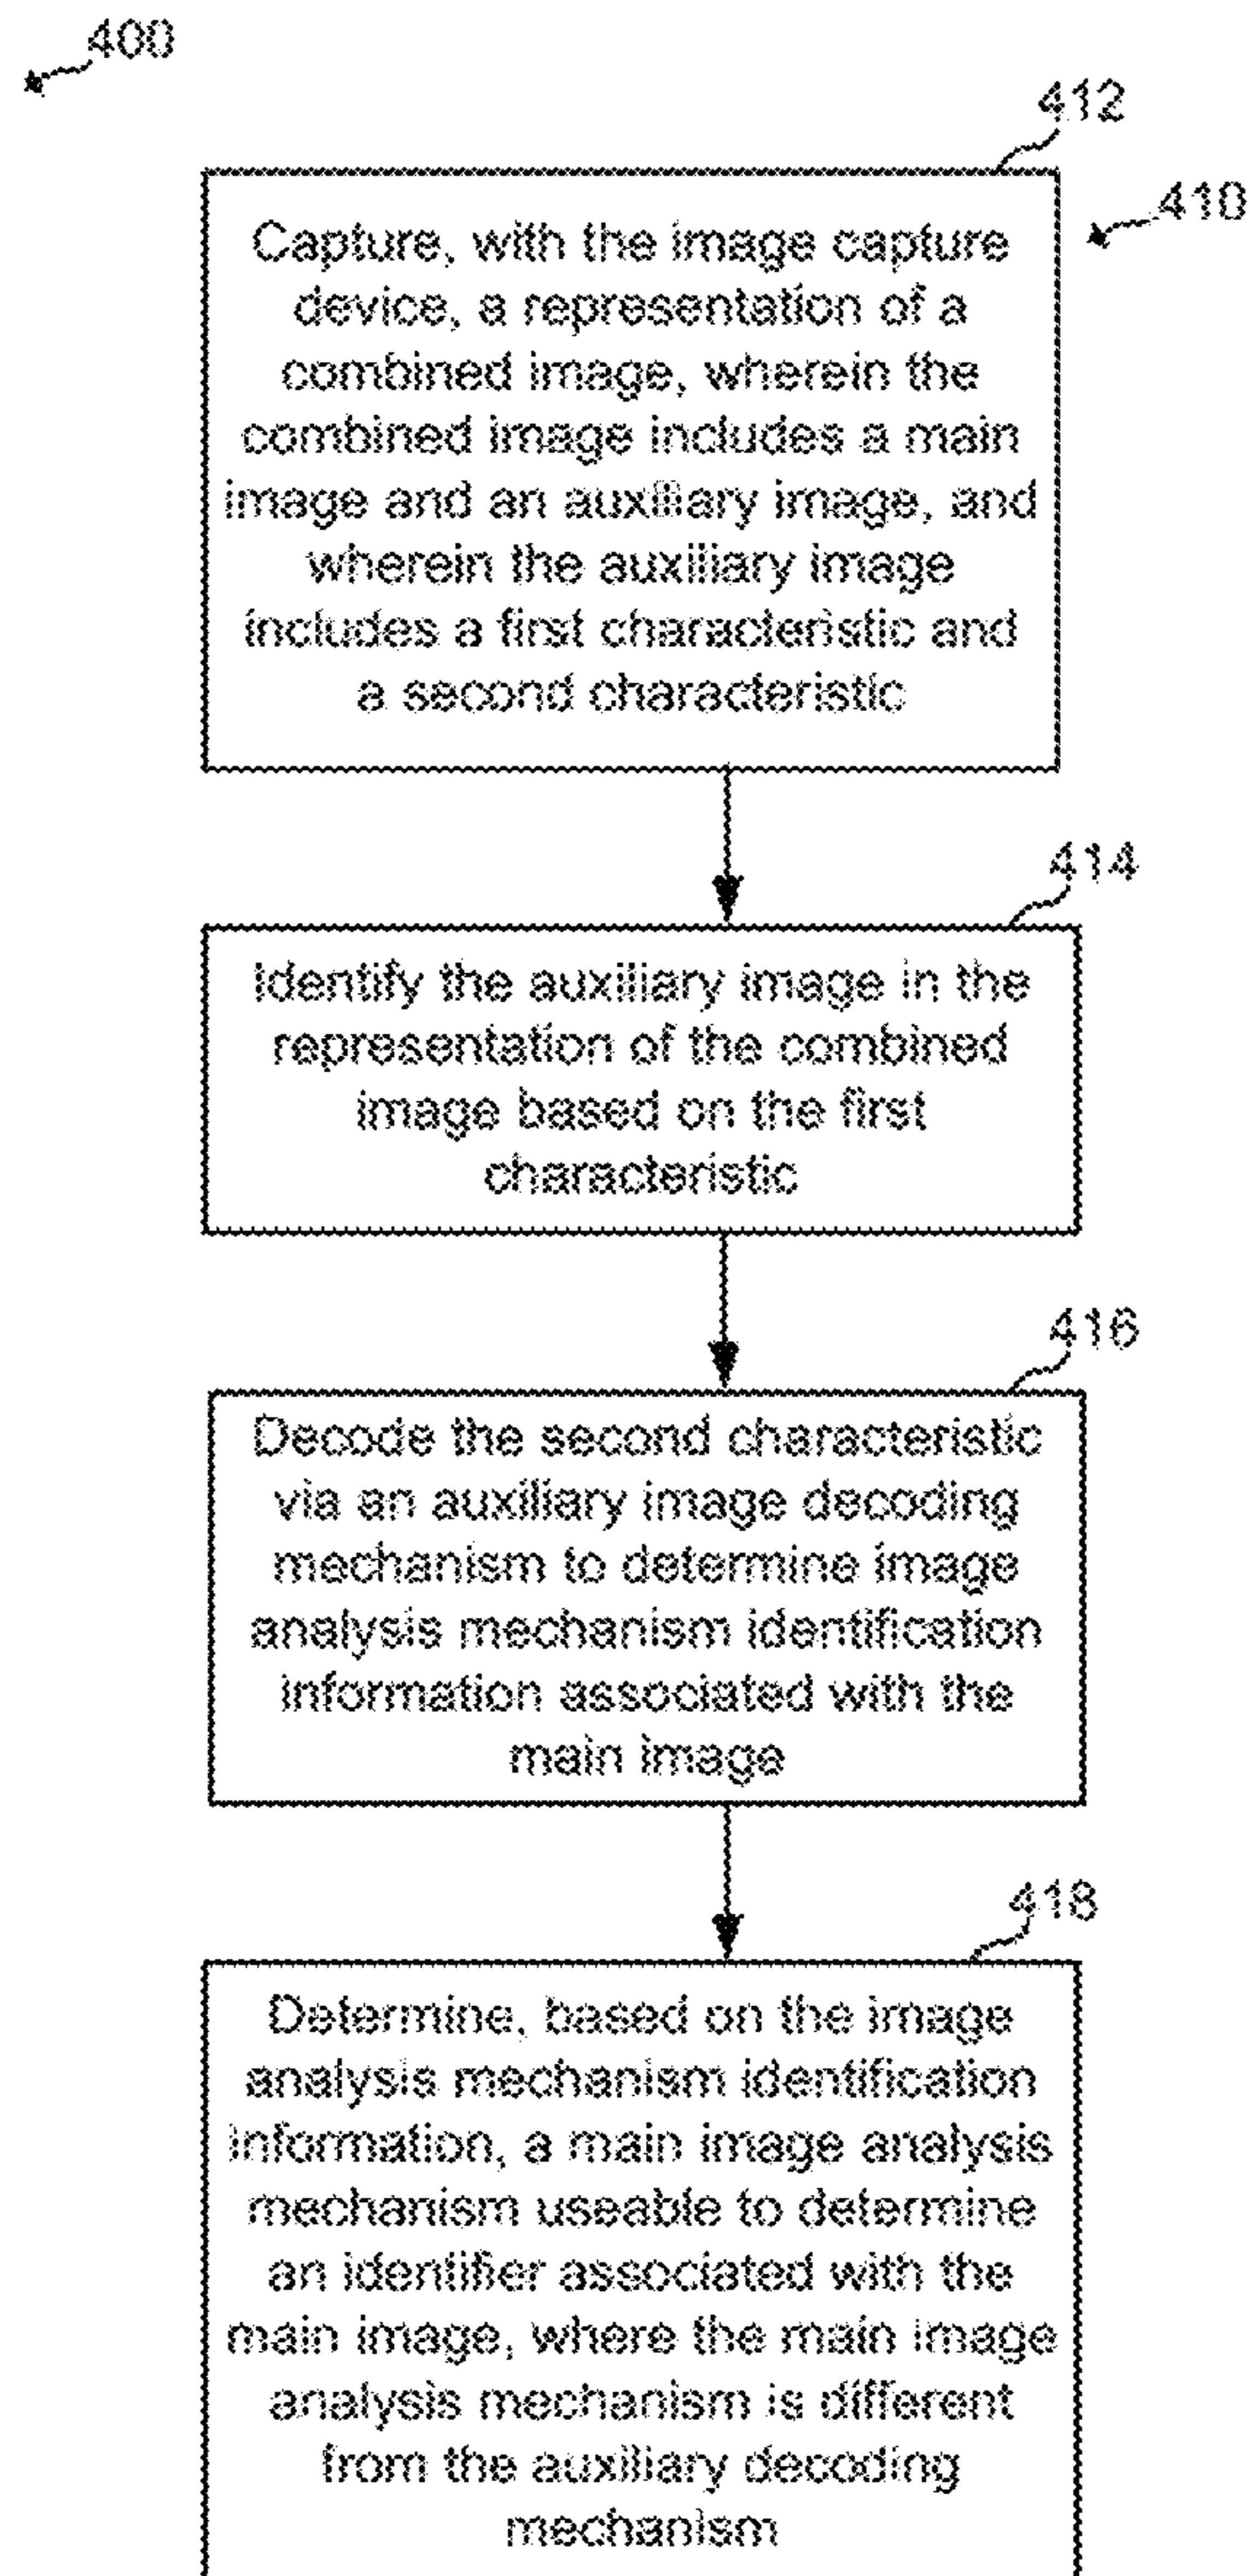 400
412
410
Capture, with the image capture
device, a representation of a
combined image, wherein the
combined image includes a main
image and an auxiliary image, and
wherein the auxiliary image
includes a first characteristic and
a second characteristic
414
Identify the auxiliary image in the
representation of the combined
image based on the first
characteristic
416
Decode the second characteristic
via an auxiliary image decoding
mechanism to determine image
analysis mechanism identification
information associated with the
main image
418
Determine, based on the image
analysis mechanism identification
information, a main image analysis
mechanism useable to determine
an identifier associated with the
main image, where the main image
analysis mechanism is different
from the auxiliary decoding
mechanism